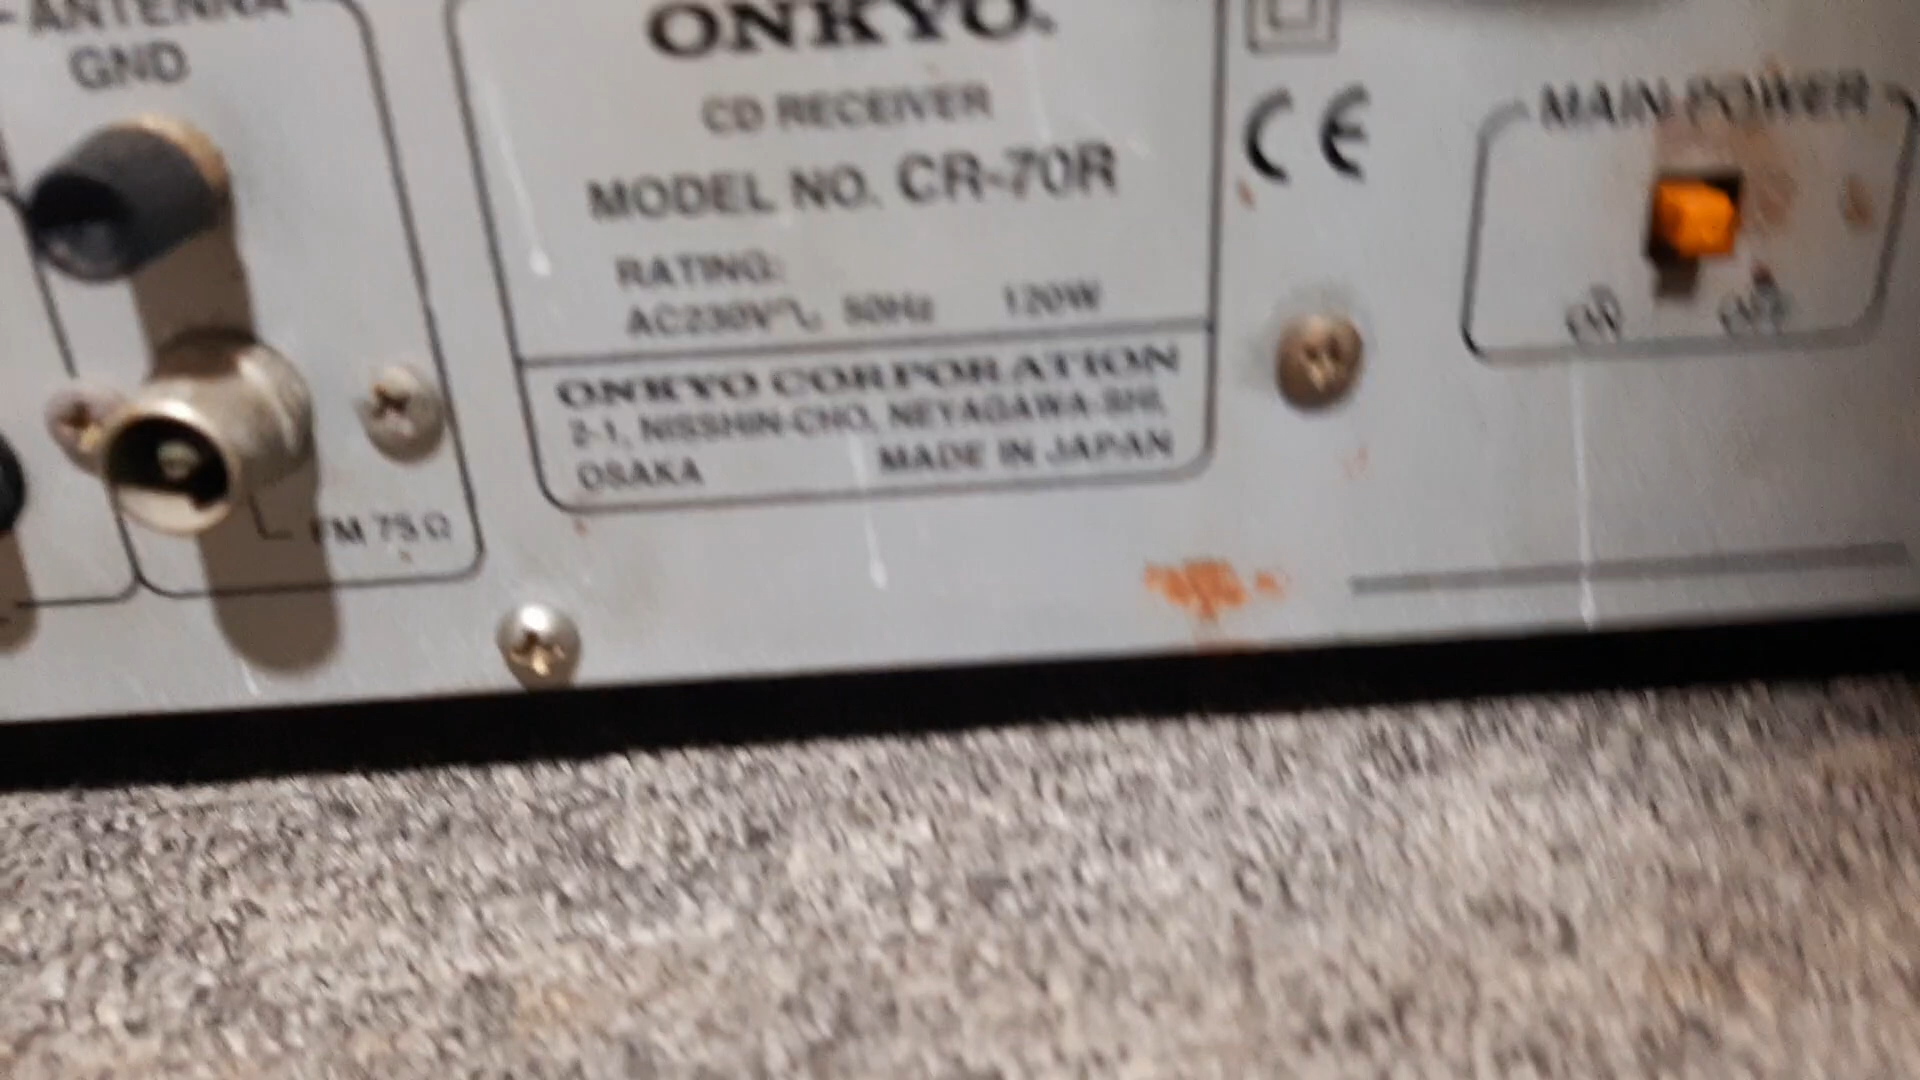 ANTENNA
GND
FM 75 Ω
ONKYO
CD RECEIVER
MODEL NO. CR-70R
RATING:
AC230V∿ 50Hz 120W
ONKYO CORPORATION
2-1, NISSHIN-CHO, NEYAGAWA-SHI,
OSAKA MADE IN JAPAN
CE
MAIN POWER